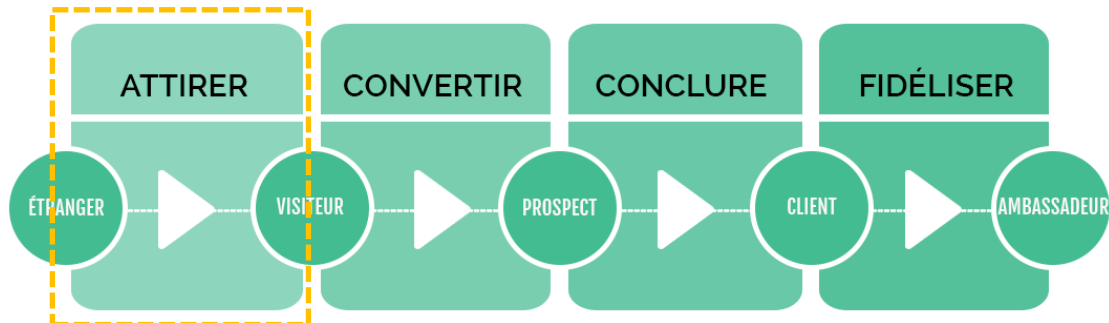 ATTIRER CONVERTIR CONCLURE FIDÉLISER
ÉTRANGER VISITEUR PROSPECT CLIENT AMBASSADEUR